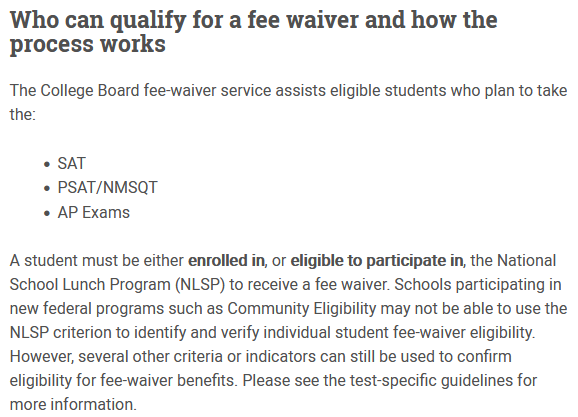 Who can qualify for a fee waiver and how the
process works
The College Board fee-waiver service assists eligible students who plan to take
the:
• SAT
• PSAT/NMSQT
• AP Exams
A student must be either enrolled in, or eligible to participate in, the National
School Lunch Program (NLSP) to receive a fee waiver. Schools participating in
new federal programs such as Community Eligibility may not be able to use the
NLSP criterion to identify and verify individual student fee-waiver eligibility.
However, several other criteria or indicators can still be used to confirm
eligibility for fee-waiver benefits. Please see the test-specific guidelines for
more information.